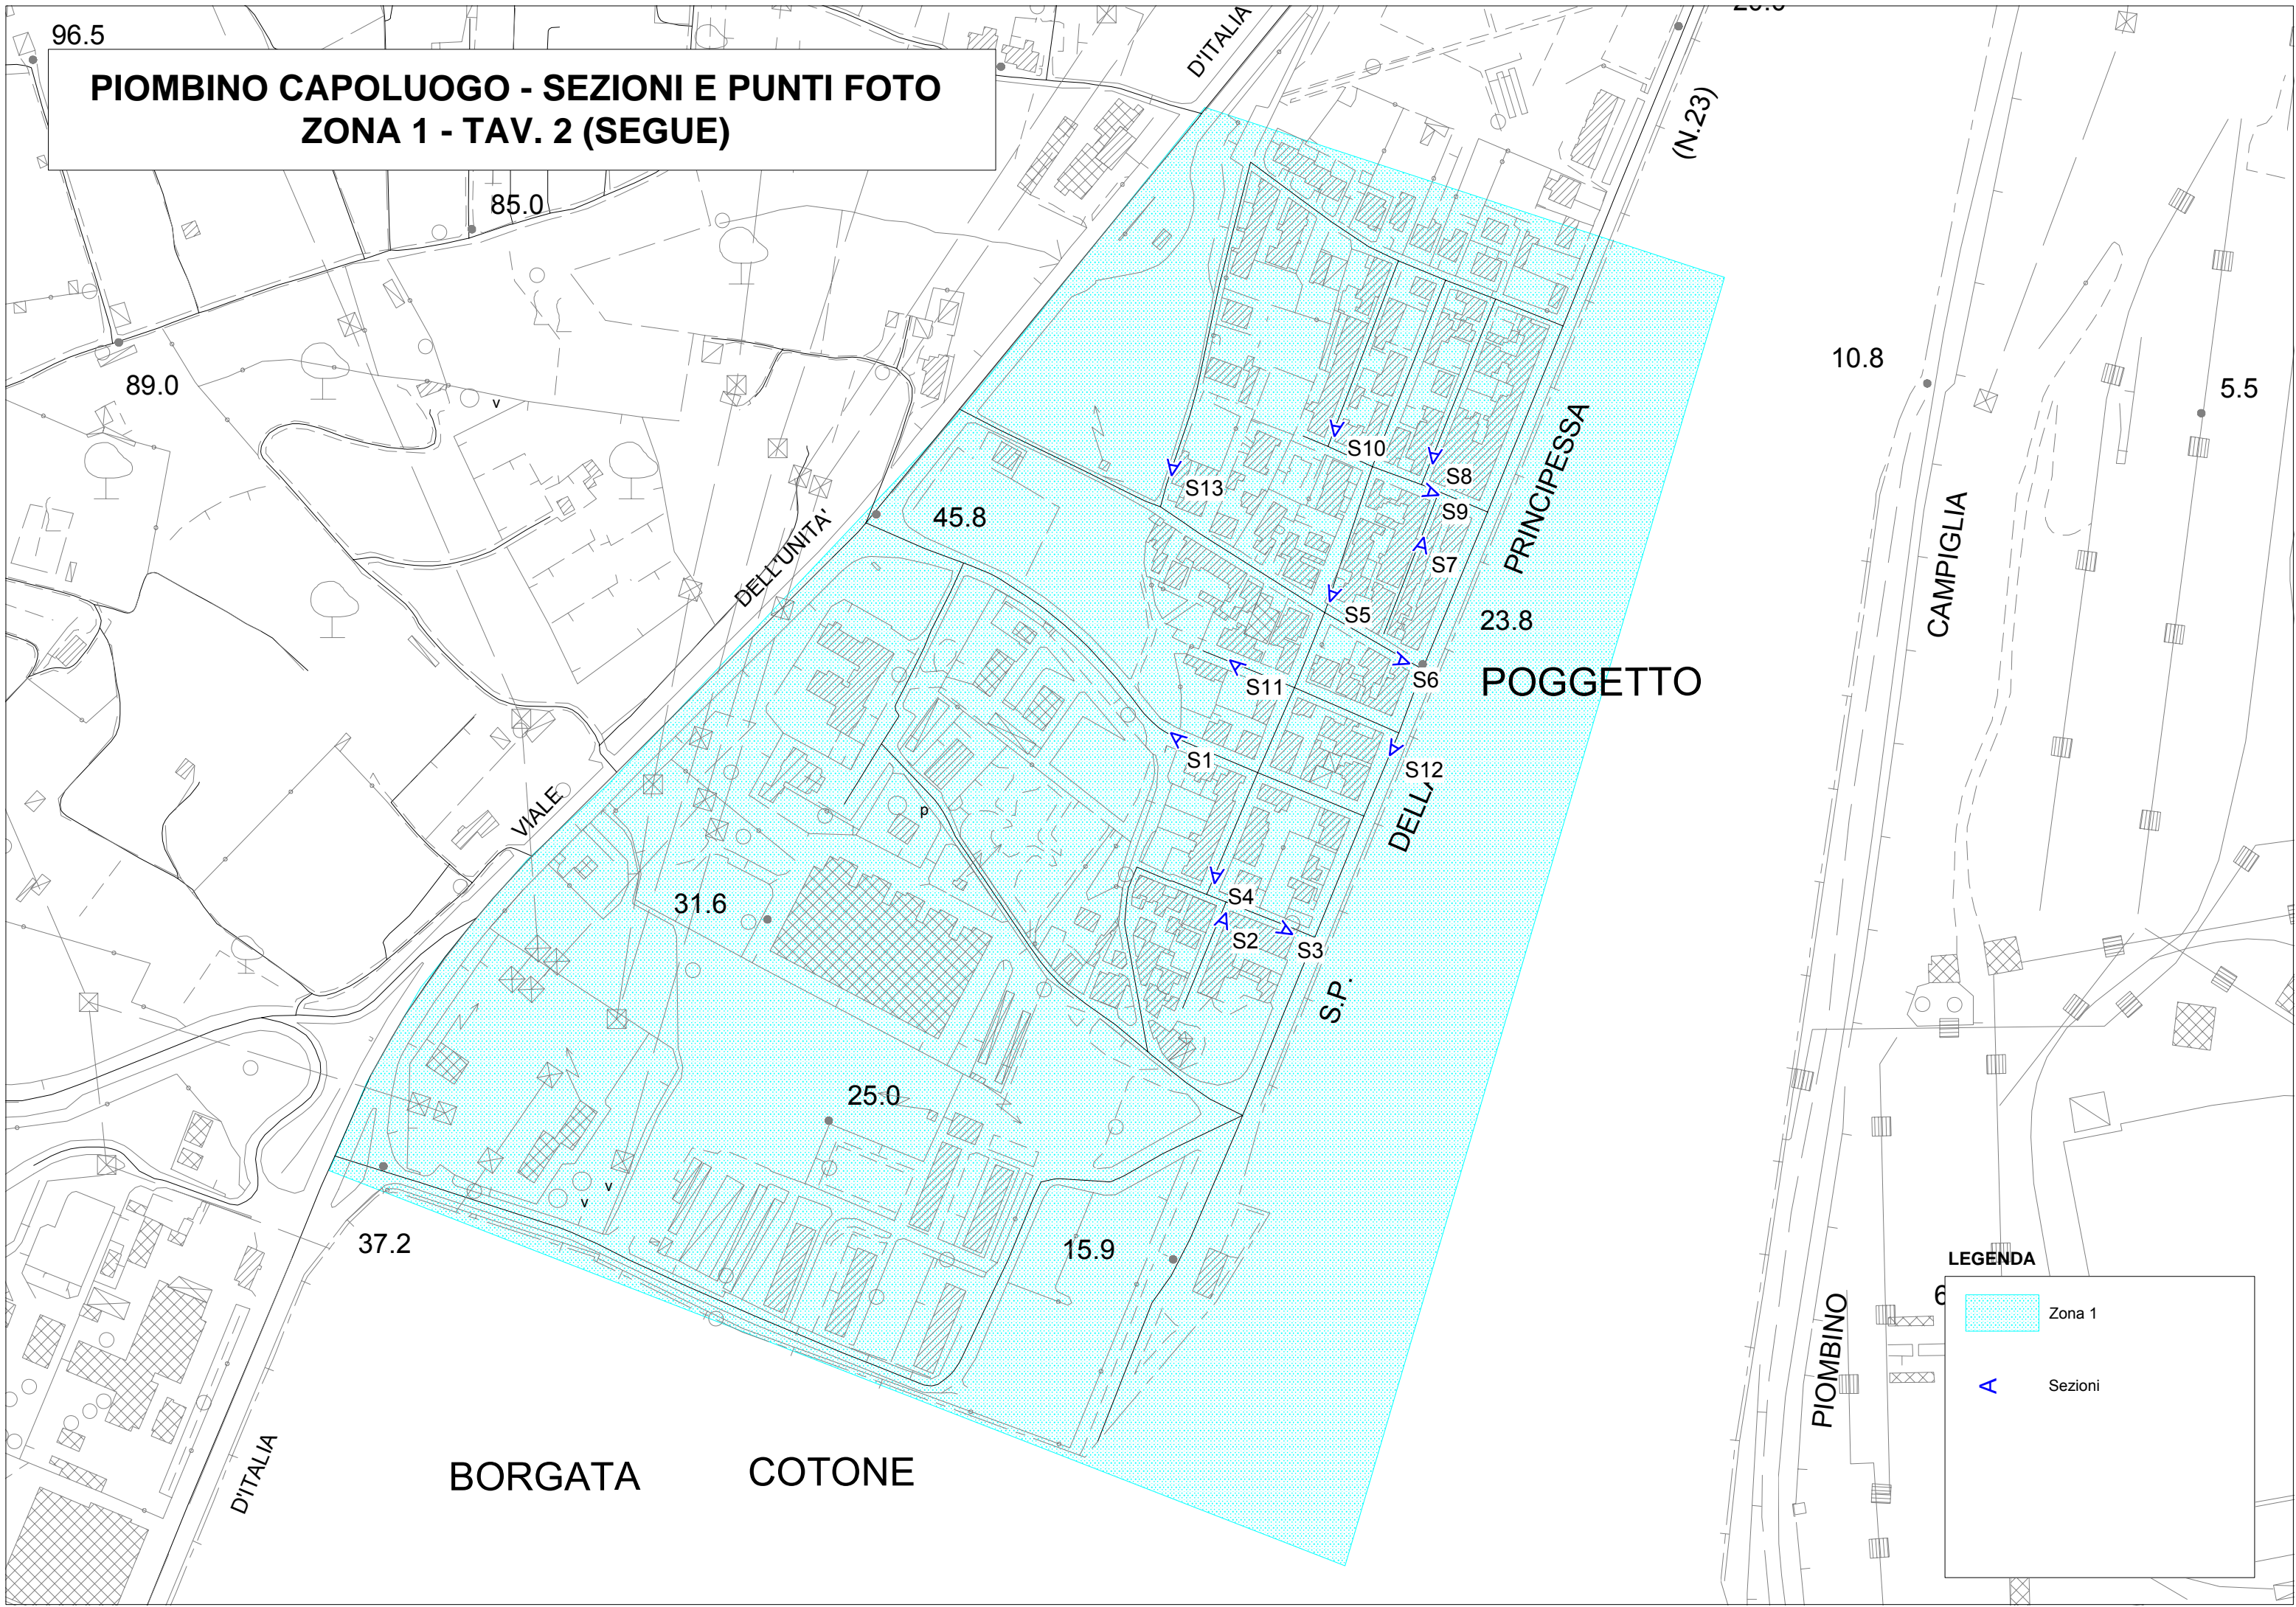 PIOMBINO CAPOLUOGO - SEZIONI E PUNTI FOTO
ZONA 1 - TAV. 2 (SEGUE)
96.5
D'ITALIA
(N.23)
85.0
89.0
v
10.8
5.5
S10
S8
S13
S9
45.8
S7
PRINCIPESSA
CAMPIGLIA
DELL'UNITA'
S5
23.8
S6
POGGETTO
S11
S1
S12
VIALE
p
DELLA
S4
31.6
S2
S3
S.P.
25.0
v
v
37.2
15.9
LEGENDA
Zona 1
PIOMBINO
A Sezioni
D'ITALIA
BORGATA COTONE